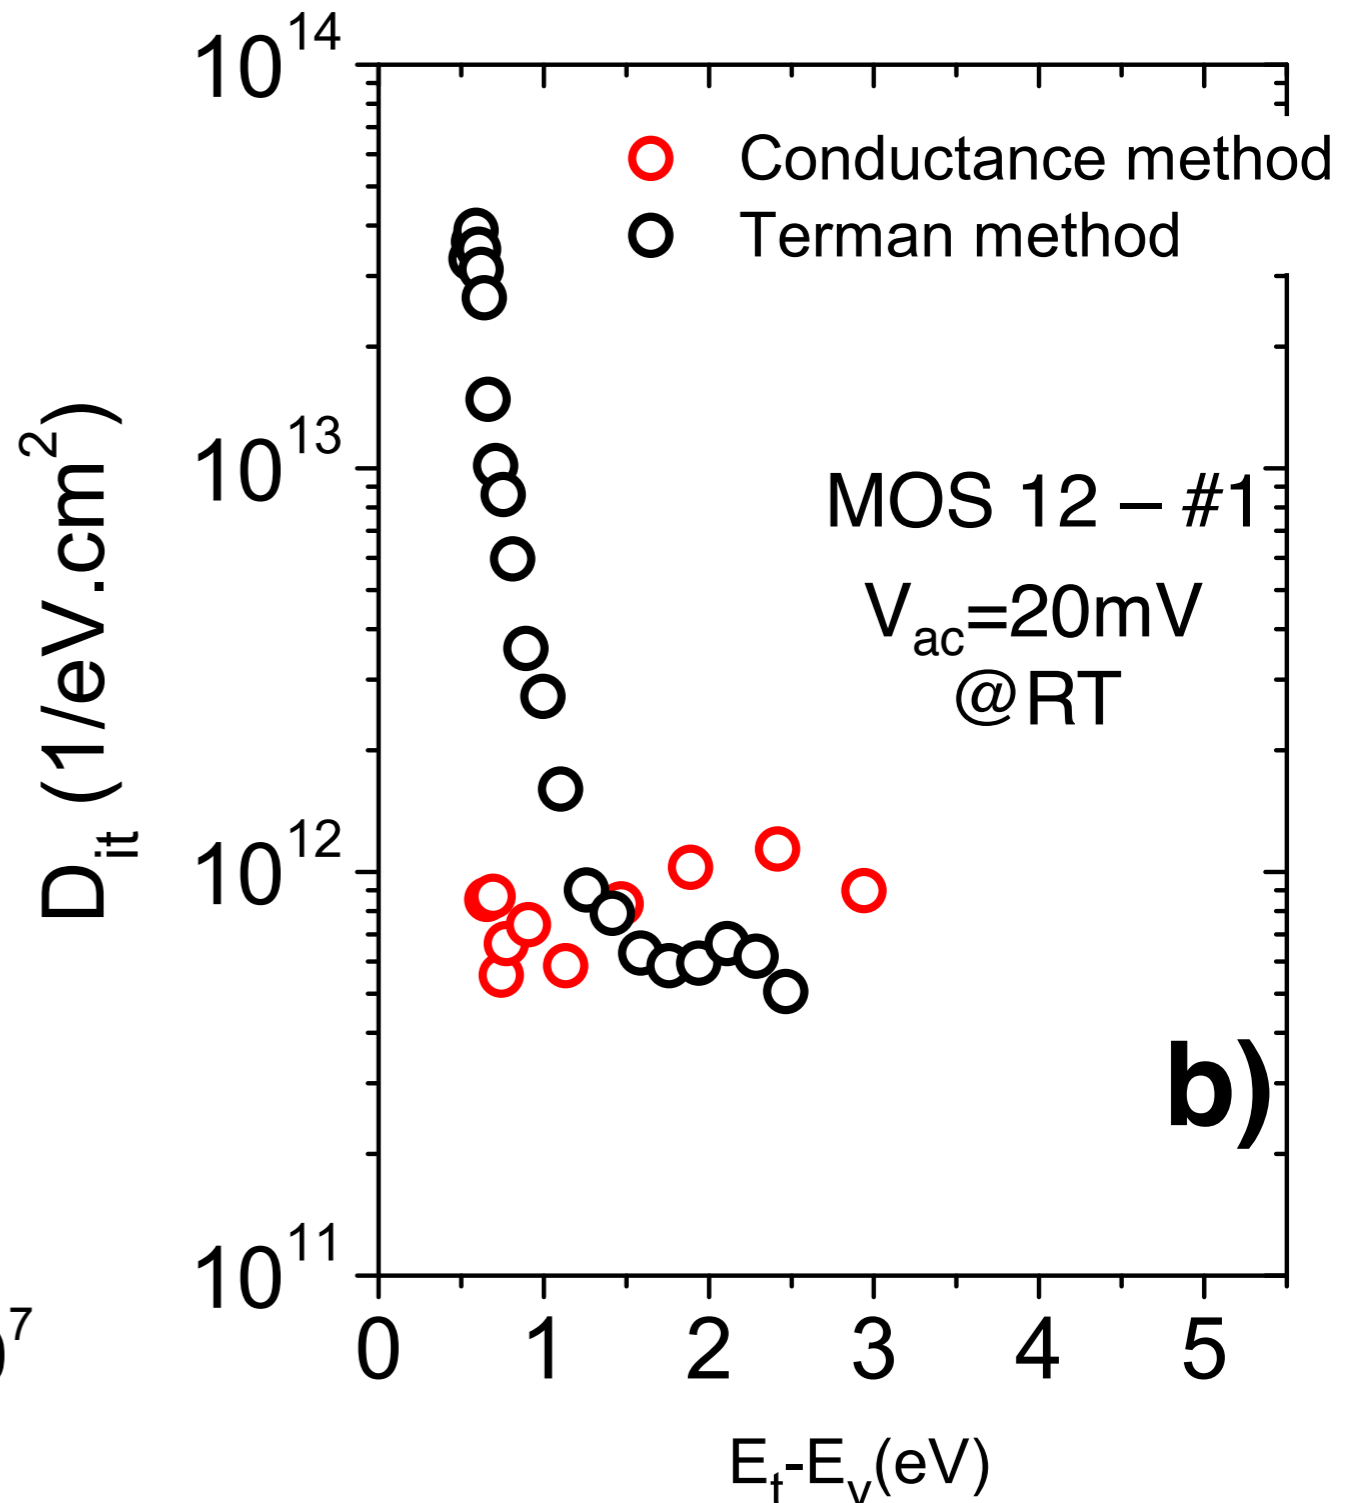 10^14
Conductance method
Terman method
10^13
MOS 12 – #1
V_ac=20mV
@RT
D_it (1/eV.cm^2)
10^12
b)
10^11
0 1 2 3 4 5
E_t-E_v(eV)